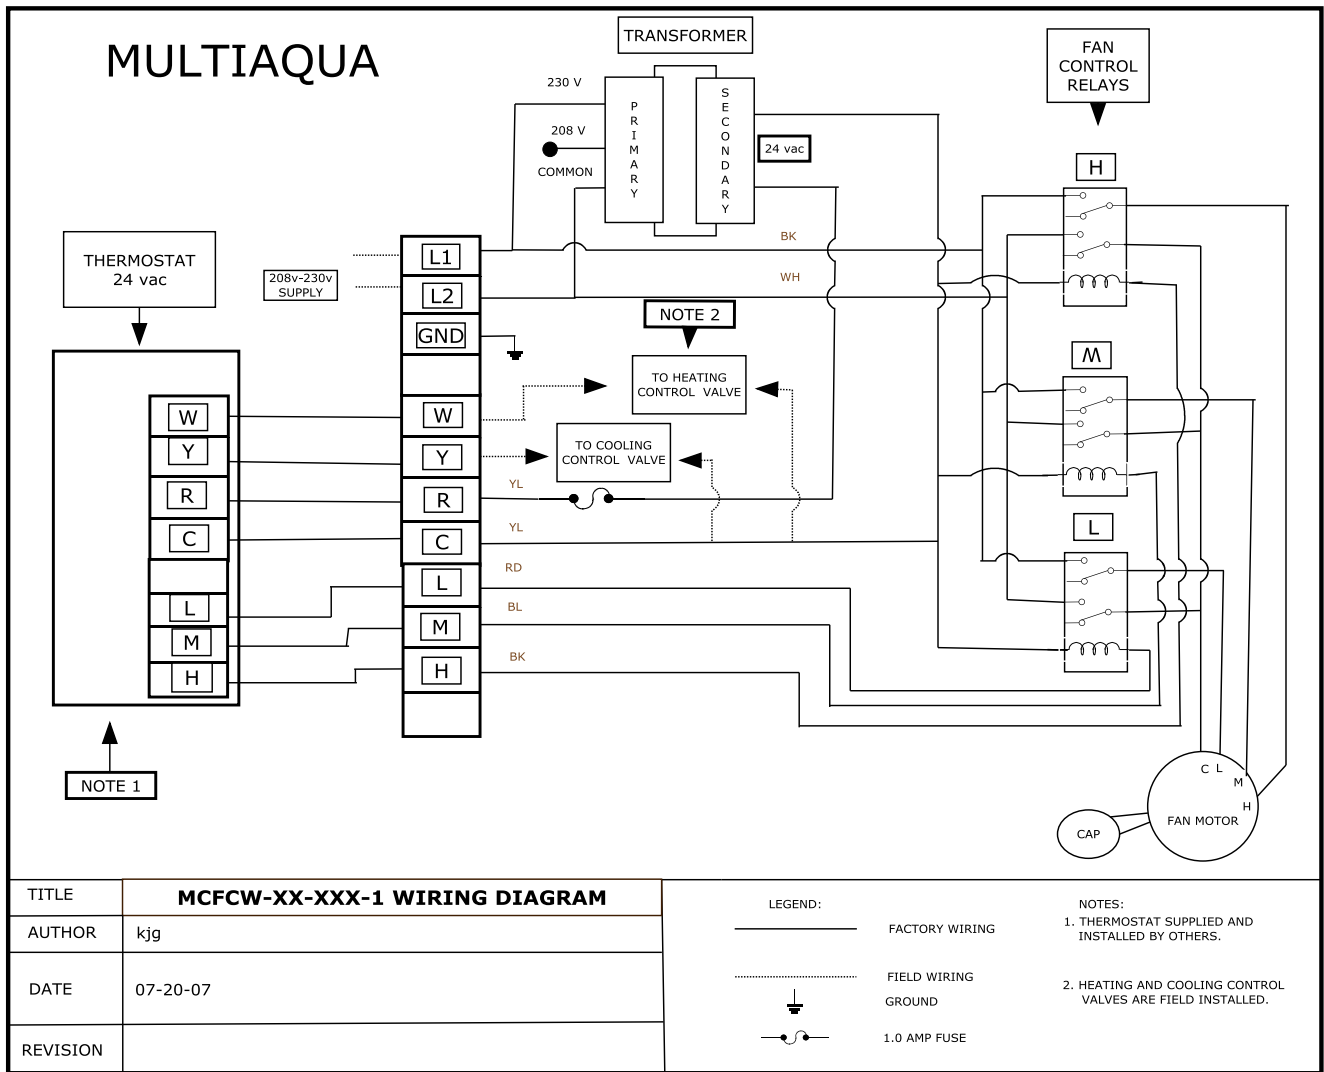 MULTIAQUA
TRANSFORMER
FAN
CONTROL
RELAYS
230 V
208 V
COMMON
PRIMARY
SECONDARY
24 vac
H
THERMOSTAT
24 vac
208v-230v
SUPPLY
L1
L2
GND
BK
WH
NOTE 2
TO HEATING
CONTROL VALVE
TO COOLING
CONTROL VALVE
M
L
W
Y
R
C
L
M
H
W
Y
R
C
L
M
H
YL
YL
RD
BL
BK
NOTE 1
C L
M
H
FAN MOTOR
CAP
TITLE
MCFCW-XX-XXX-1 WIRING DIAGRAM
AUTHOR
kjg
DATE
07-20-07
REVISION
LEGEND:
FACTORY WIRING
FIELD WIRING
GROUND
1.0 AMP FUSE
NOTES:
1. THERMOSTAT SUPPLIED AND
INSTALLED BY OTHERS.
2. HEATING AND COOLING CONTROL
VALVES ARE FIELD INSTALLED.